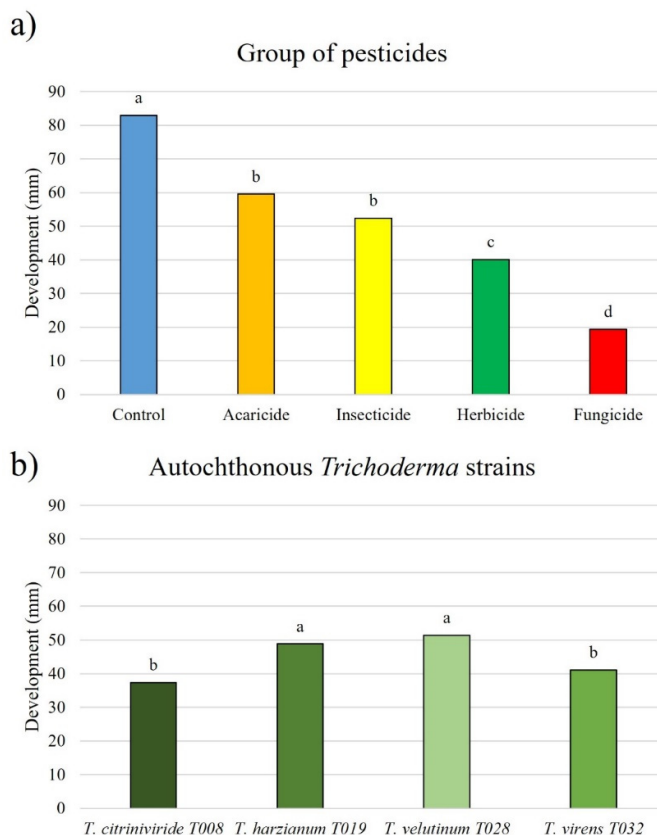 a)
Group of pesticides
Development (mm)
90
80
70
60
50
40
30
20
10
0
a
b
b
c
d
Control Acaricide Insecticide Herbicide Fungicide
b)
Autochthonous Trichoderma strains
Development (mm)
90
80
70
60
50
40
30
20
10
0
b
a
a
b
T. citriniviride T008 T. harzianum T019 T. velutinum T028 T. virens T032